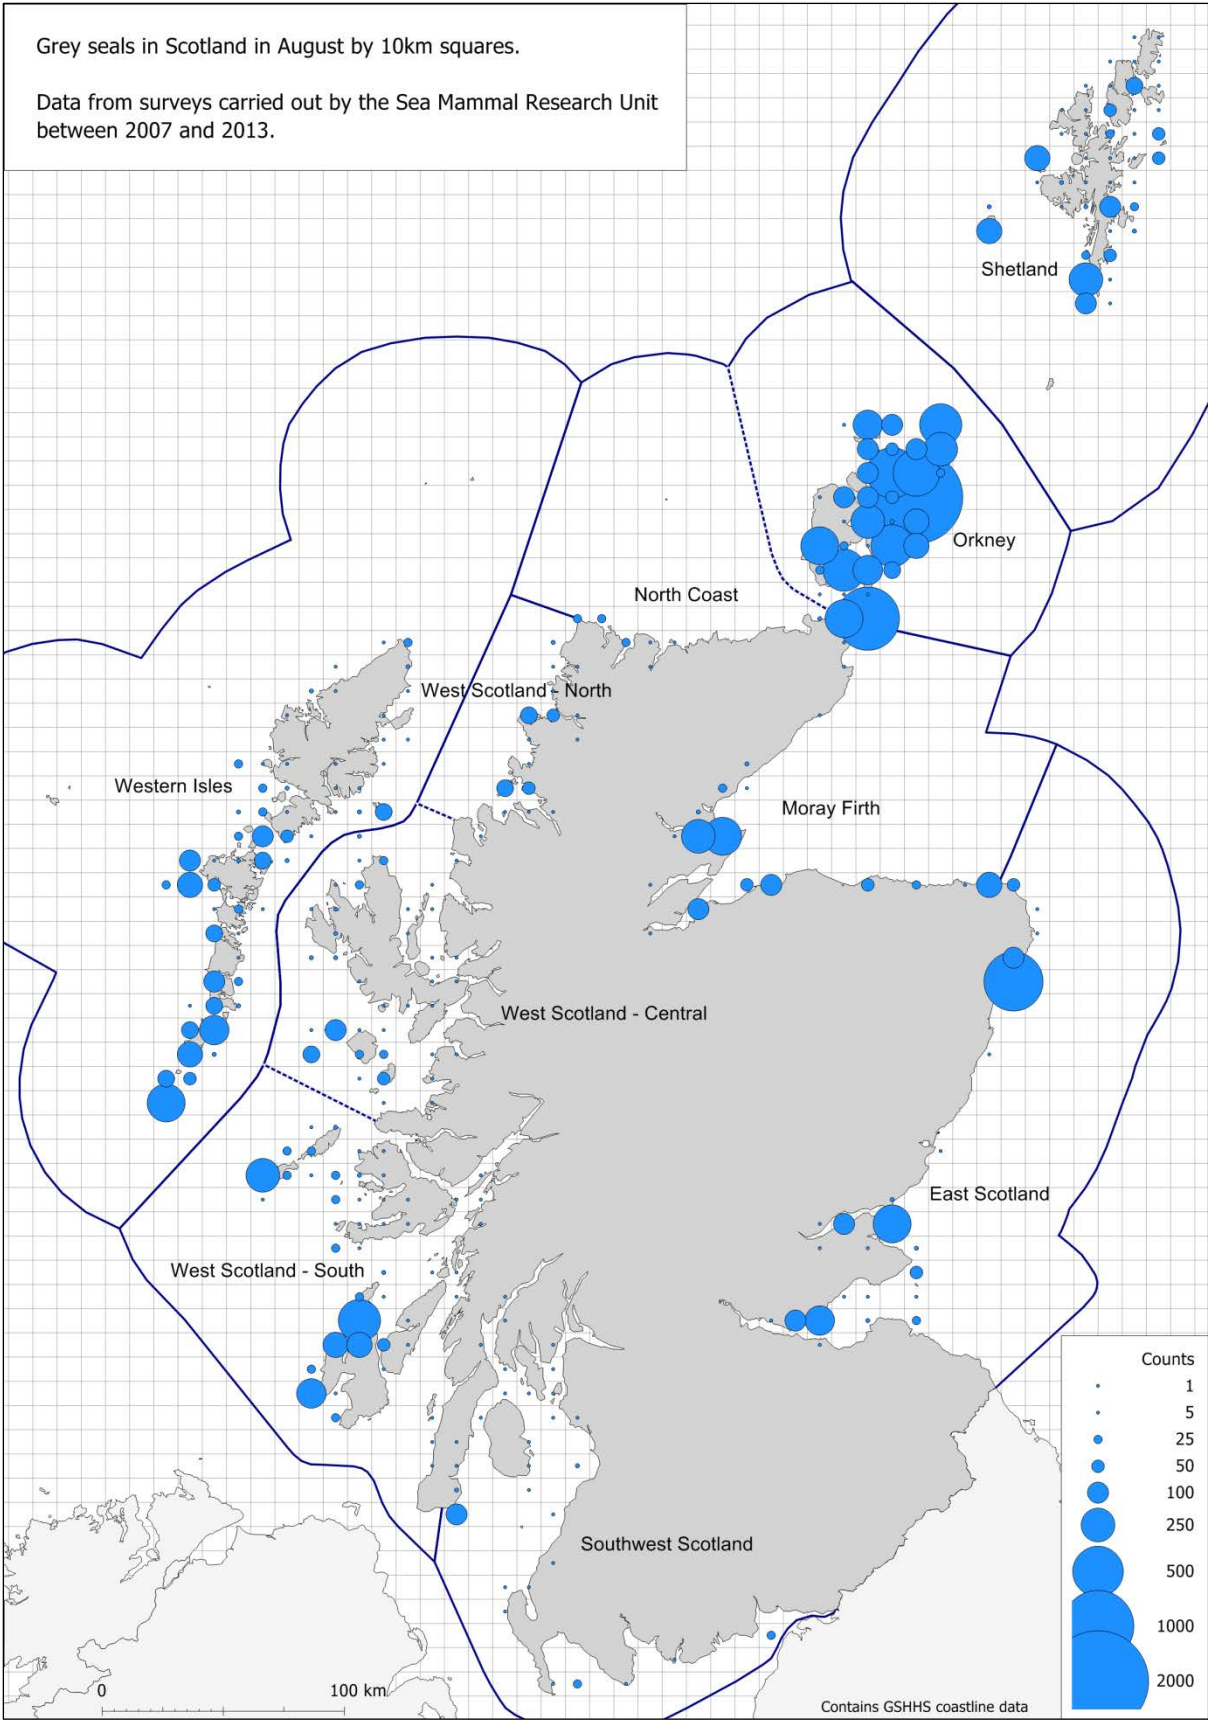 Grey seals in Scotland in August by 10km squares.
Data from surveys carried out by the Sea Mammal Research Unit
between 2007 and 2013.
Shetland
Orkney
North Coast
West Scotland - North
Western Isles
Moray Firth
West Scotland - Central
East Scotland
West Scotland - South
Southwest Scotland
Counts
1
5
25
50
100
250
500
1000
2000
0 100 km
Contains GSHHS coastline data